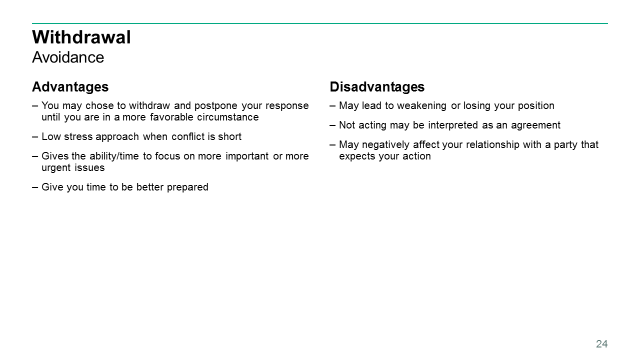 Withdrawal
Avoidance
Advantages
– You may chose to withdraw and postpone your response
until you are in a more favorable circumstance
– Low stress approach when conflict is short
– Gives the ability/time to focus on more important or more
urgent issues
– Give you time to be better prepared
Disadvantages
– May lead to weakening or losing your position
– Not acting may be interpreted as an agreement
– May negatively affect your relationship with a party that
expects your action
24